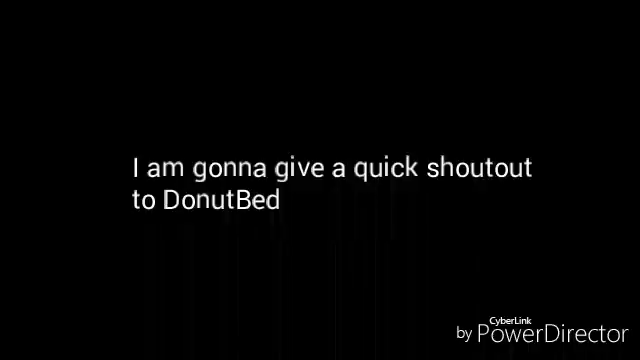 I am gonna give a quick shoutout
to DonutBed
CyberLink
by PowerDirector